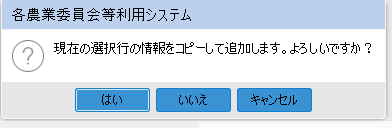 各農業委員会等利用システム
現在の選択行の情報をコピーして追加します。よろしいですか？
はい
いいえ
キャンセル